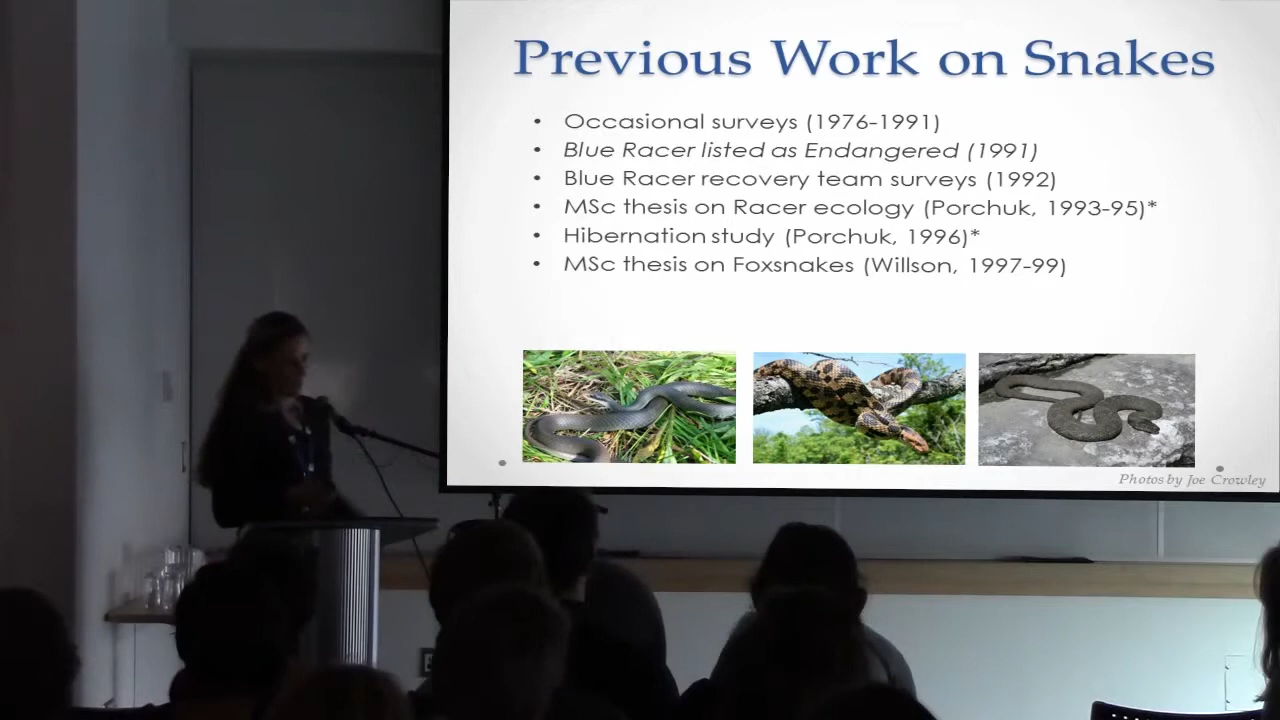 Previous Work on Snakes
• Occasional surveys (1976-1991)
• Blue Racer listed as Endangered (1991)
• Blue Racer recovery team surveys (1992)
• MSc thesis on Racer ecology (Porchuk, 1993-95)*
• Hibernation study (Porchuk, 1996)*
• MSc thesis on Foxsnakes (Willson, 1997-99)
Photos by Joe Crowley